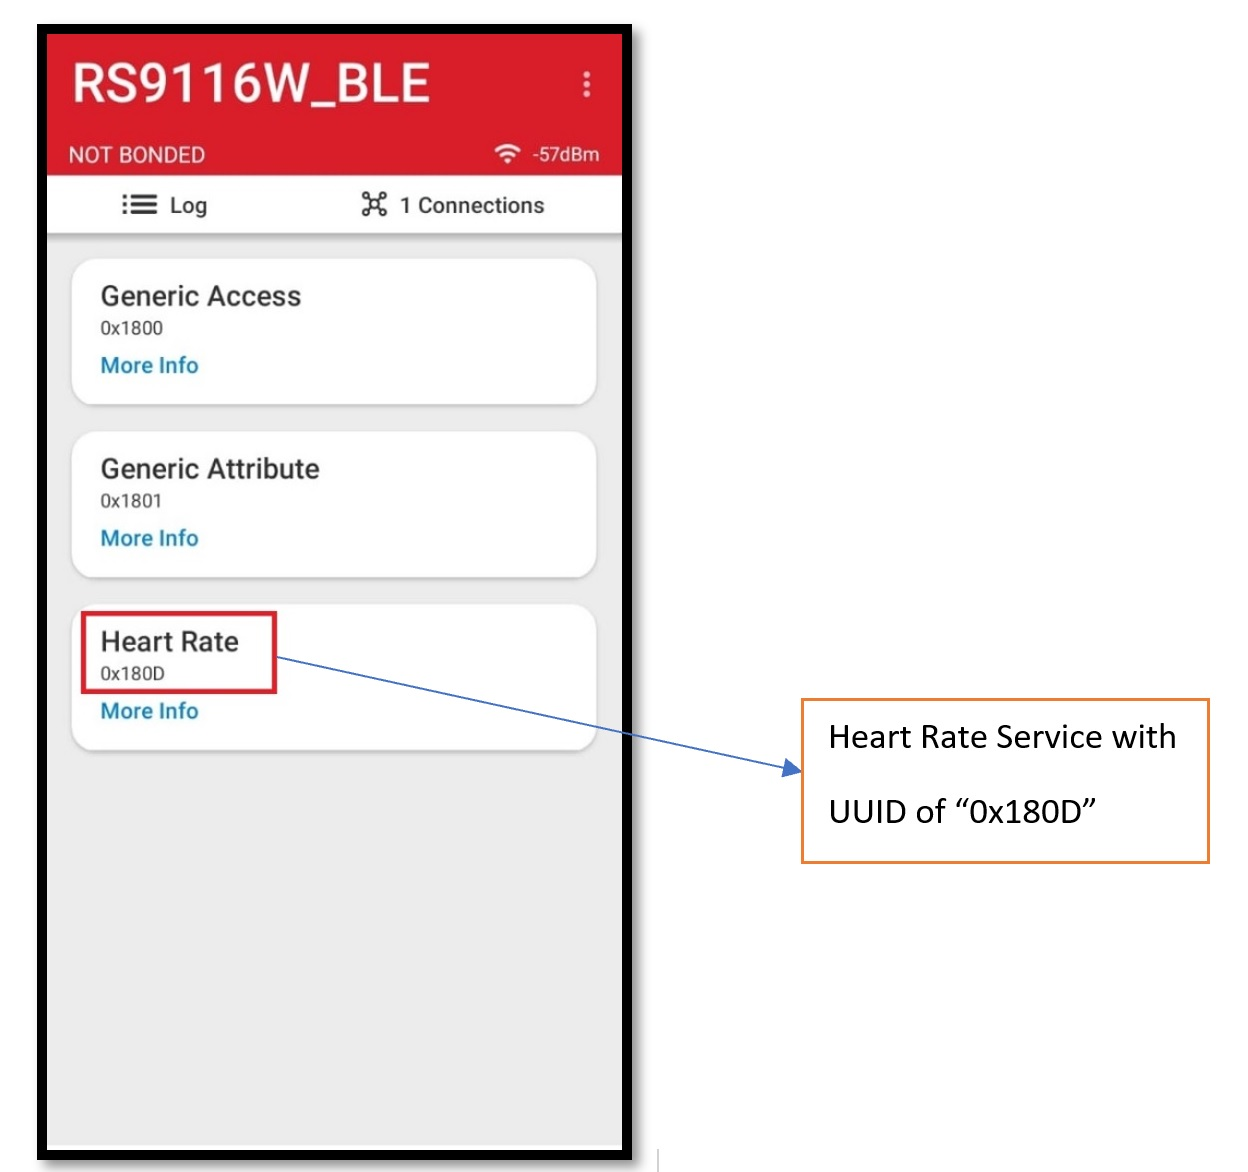 RS9116W_BLE
NOT BONDED
-57dBm
Log
1 Connections
Generic Access
0x1800
More Info
Generic Attribute
0x1801
More Info
Heart Rate
0x180D
More Info
Heart Rate Service with
UUID of “0x180D”